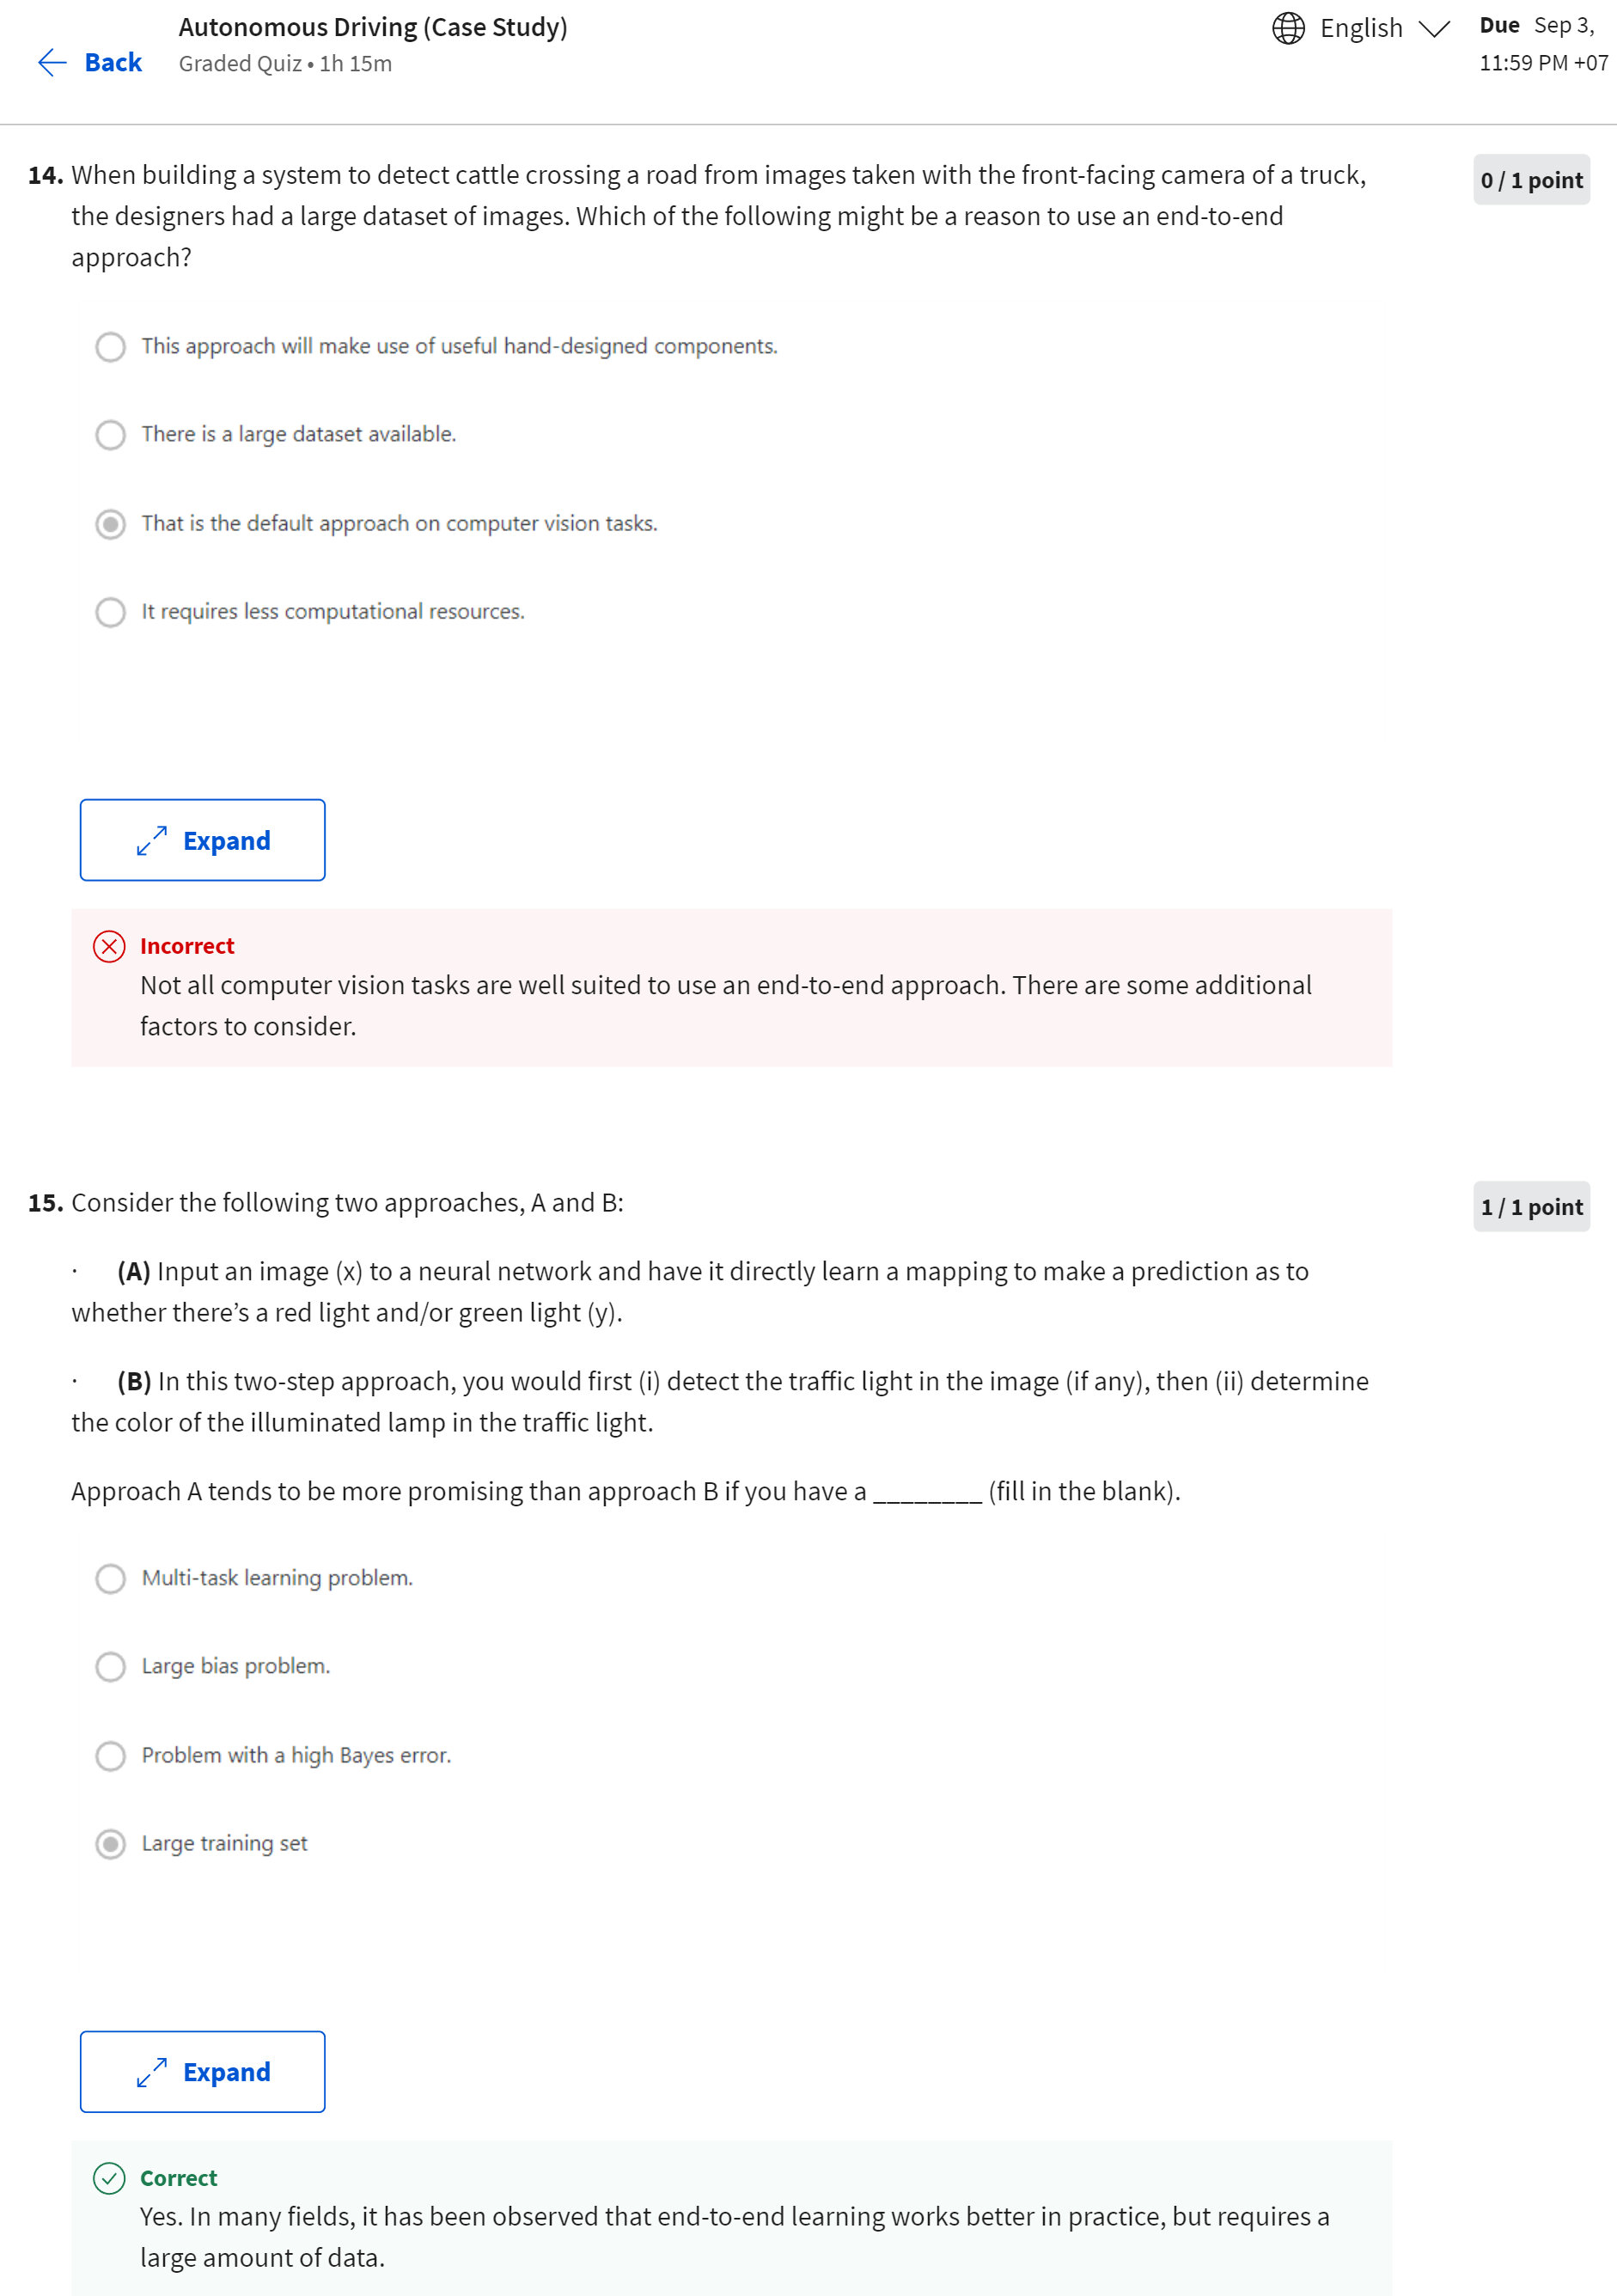 Back
Autonomous Driving (Case Study)
Graded Quiz • 1h 15m
English
Due Sep 3,
11:59 PM +07
14. When building a system to detect cattle crossing a road from images taken with the front-facing camera of a truck,
the designers had a large dataset of images. Which of the following might be a reason to use an end-to-end
approach?
0 / 1 point
This approach will make use of useful hand-designed components.
There is a large dataset available.
That is the default approach on computer vision tasks.
It requires less computational resources.
Expand
Incorrect
Not all computer vision tasks are well suited to use an end-to-end approach. There are some additional
factors to consider.
15. Consider the following two approaches, A and B:
1 / 1 point
· (A) Input an image (x) to a neural network and have it directly learn a mapping to make a prediction as to
whether there’s a red light and/or green light (y).
· (B) In this two-step approach, you would first (i) detect the traffic light in the image (if any), then (ii) determine
the color of the illuminated lamp in the traffic light.
Approach A tends to be more promising than approach B if you have a ________ (fill in the blank).
Multi-task learning problem.
Large bias problem.
Problem with a high Bayes error.
Large training set
Expand
Correct
Yes. In many fields, it has been observed that end-to-end learning works better in practice, but requires a
large amount of data.